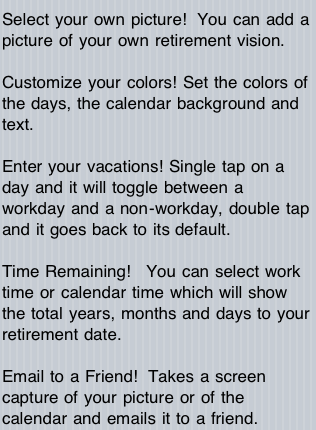 Select your own picture!  You can add a
picture of your own retirement vision.

Customize your colors! Set the colors of
the days, the calendar background and
text.

Enter your vacations! Single tap on a
day and it will toggle between a
workday and a non-workday, double tap
and it goes back to its default.

Time Remaining!   You can select work
time or calendar time which will show
the total years, months and days to your
retirement date.

Email to a Friend!  Takes a screen
capture of your picture or of the
calendar and emails it to a friend.